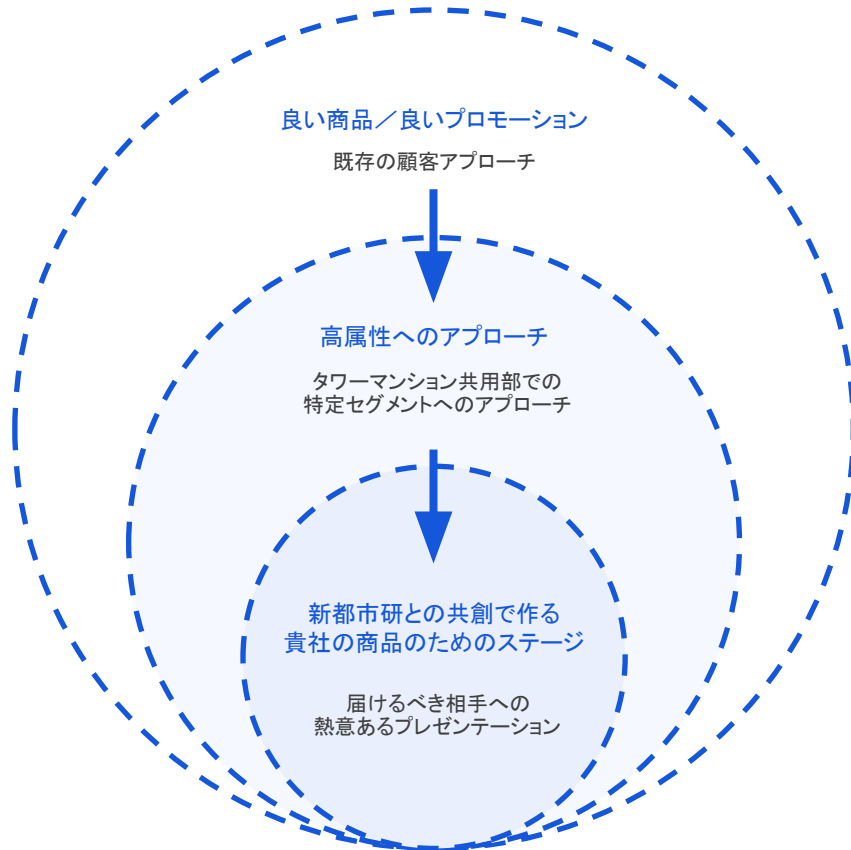 良い商品／良いプロモーション
既存の顧客アプローチ
高属性へのアプローチ
タワーマンション共用部での
特定セグメントへのアプローチ
新都市研との共創で作る
貴社の商品のためのステージ
届けるべき相手への
熱意あるプレゼンテーション